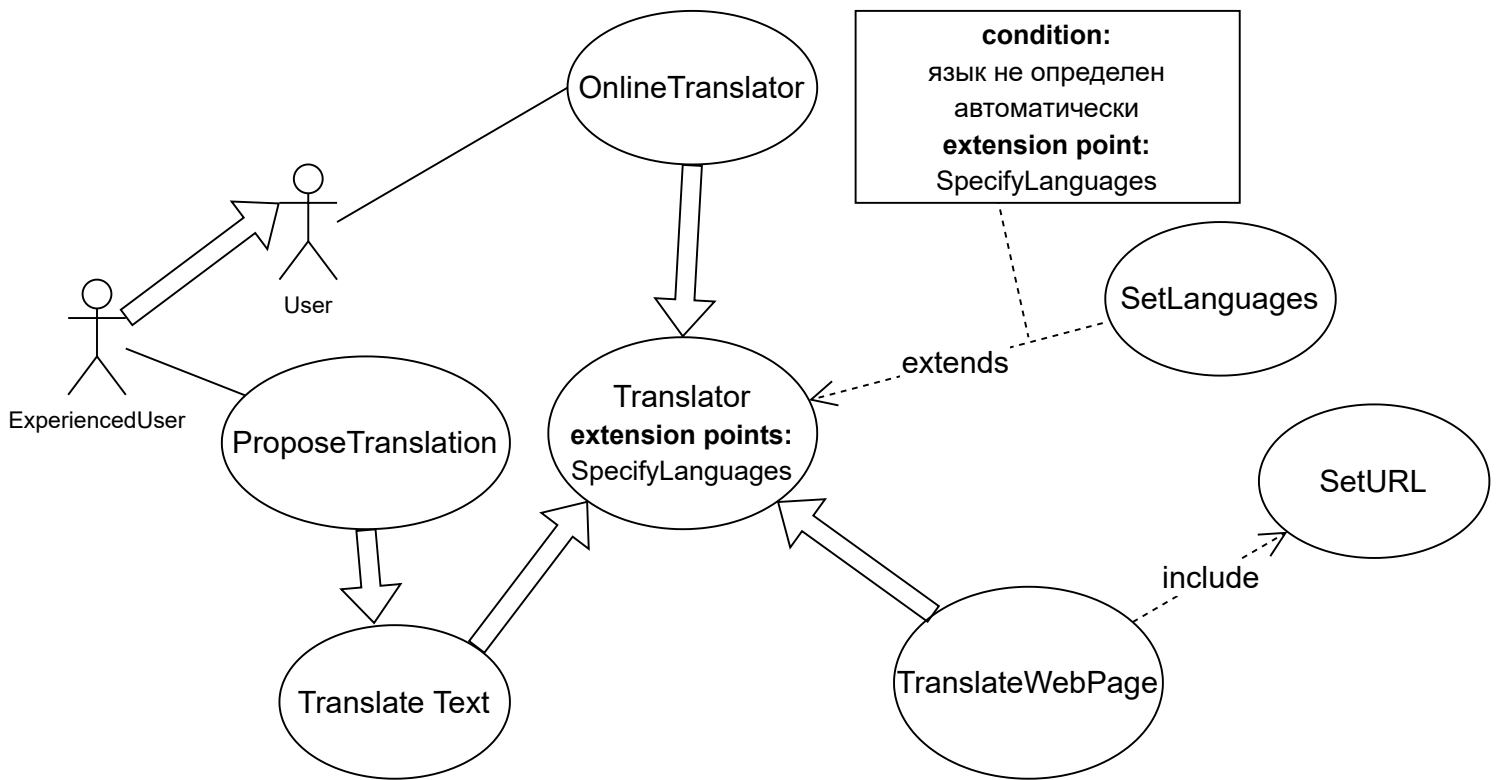 OnlineTranslator
condition:
язык не определен
автоматически
extension point:
SpecifyLanguages
User
SetLanguages
extends
ExperiencedUser
ProposeTranslation
Translator
extension points:
SpecifyLanguages
SetURL
include
Translate Text
TranslateWebPage